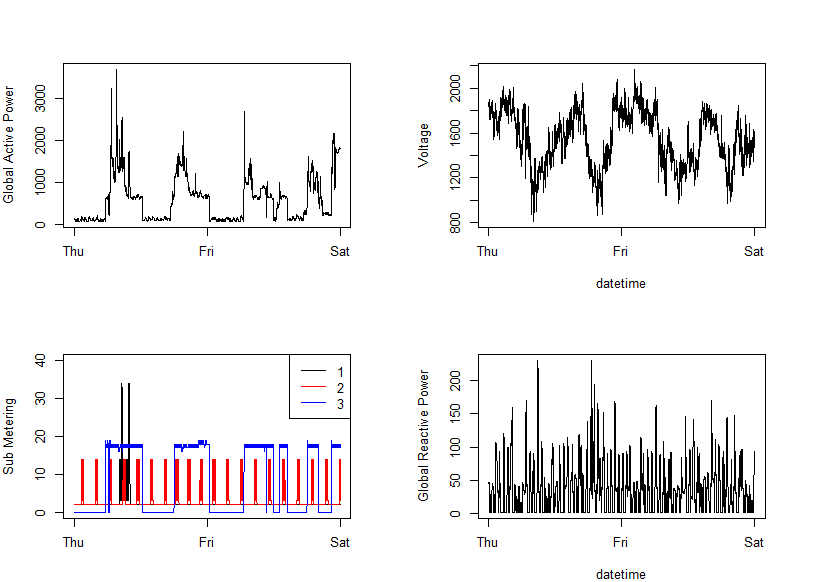 Global Active Power
3000
2000
1000
0
Thu Fri Sat
Voltage
2000
1600
1200
800
Thu Fri Sat
datetime
Sub Metering
40
30
20
10
0
1
2
3
Thu Fri Sat
Global Reactive Power
200
150
100
50
0
Thu Fri Sat
datetime